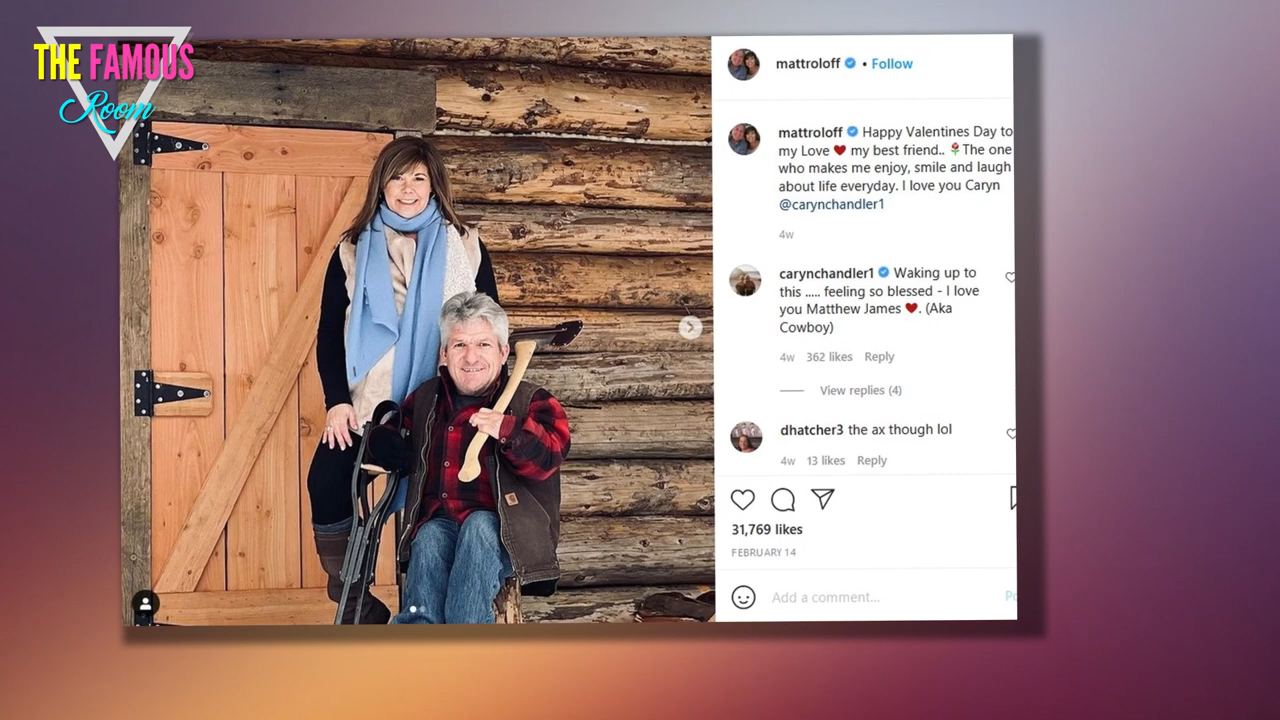 THE FAMOUS
Room
mattroloff • Follow
mattroloff Happy Valentines Day to
my Love ❤️ my best friend.. 🌹The one
who makes me enjoy, smile and laugh
about life everyday. I love you Caryn
@carynchandler1
4w
carynchandler1 Waking up to
this ..... feeling so blessed - I love
you Matthew James ❤️. (Aka
Cowboy)
4w 362 likes Reply
View replies (4)
dhatcher3 the ax though lol
4w 13 likes Reply
31,769 likes
FEBRUARY 14
Add a comment...